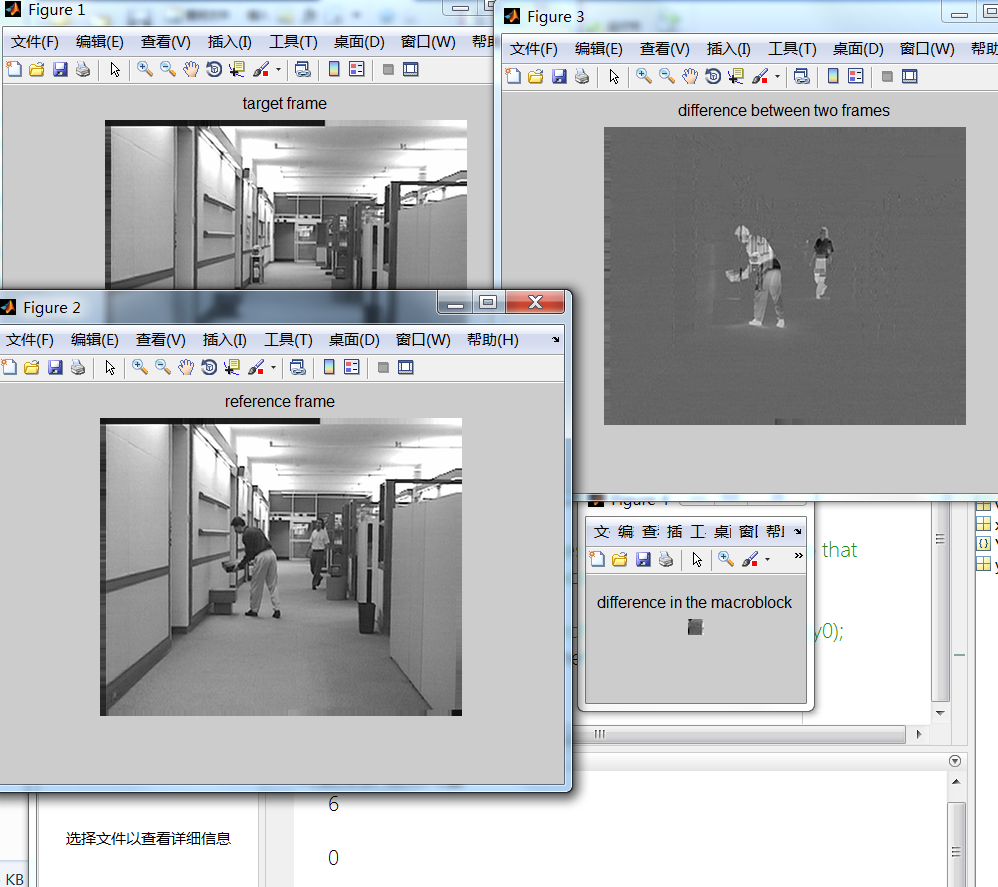 Figure 1
文件(F) 编辑(E) 查看(V) 插入(I) 工具(T) 桌面(D) 窗口(W) 帮
target frame
Figure 3
文件(F) 编辑(E) 查看(V) 插入(I) 工具(T) 桌面(D) 窗口(W) 帮助
difference between two frames
Figure 2
文件(F) 编辑(E) 查看(V) 插入(I) 工具(T) 桌面(D) 窗口(W) 帮助(H)
reference frame
文 编 查 插 工 桌 窗 帮
difference in the macroblock
that
y0);
6
0
选择文件以查看详细信息
KB